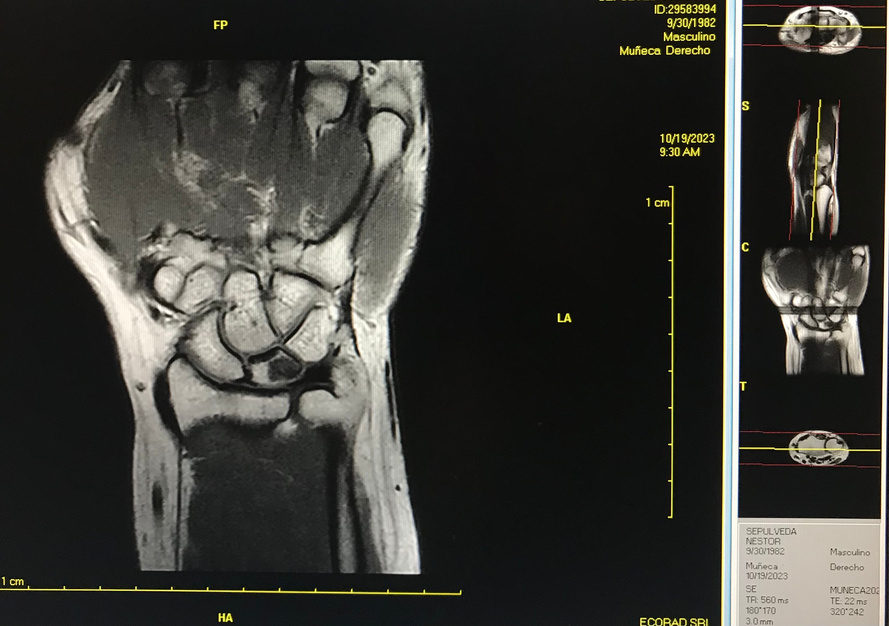 FP
ID:29583994
9/30/1982
Masculino
Muñeca Derecho
10/19/2023
9:30 AM
1 cm
LA
1 cm
HA
ECORAD SRL
S
C
T
SEPULVEDA
NESTOR
9/30/1982 Masculino
Muñeca Derecho
10/19/2023
SE
TR: 560 ms TE: 22 ms
180*170 320*242
3.0 mm